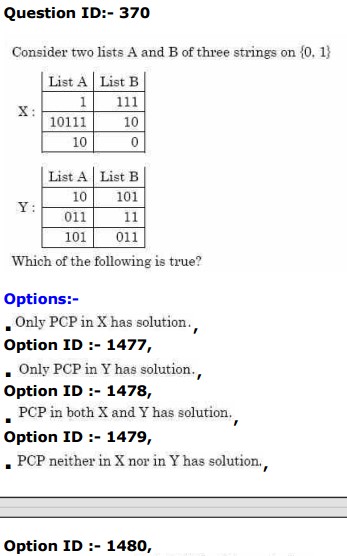 Question ID:- 370
Consider two lists A and B of three strings on {0, 1}
List A List B
X :
1 111
10111 10
10 0
List A List B
Y :
10 101
011 11
101 011
Which of the following is true?
Options:-
Only PCP in X has solution. ,
Option ID :- 1477,
Only PCP in Y has solution. ,
Option ID :- 1478,
PCP in both X and Y has solution. ,
Option ID :- 1479,
PCP neither in X nor in Y has solution. ,
Option ID :- 1480,